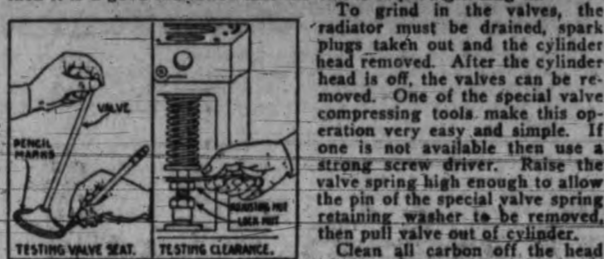 To grind in the valves, the
radiator must be drained, spark
plugs taken out and the cylinder
head removed. After the cylinder
head is off, the valves can be re-
moved. One of the special valve
compressing tools make this op-
eration very easy and simple. If
one is not available then use a
strong screw driver. Raise the
valve spring high enough to allow
the pin of the special valve spring
retaining washer to be removed,
then pull valve out of cylinder.
Clean all carbon off the head
VALVE
PENCIL
MARKS
ADJUSTING NUT
LOCK NUT
TESTING VALVE SEAT.
TESTING CLEARANCE.